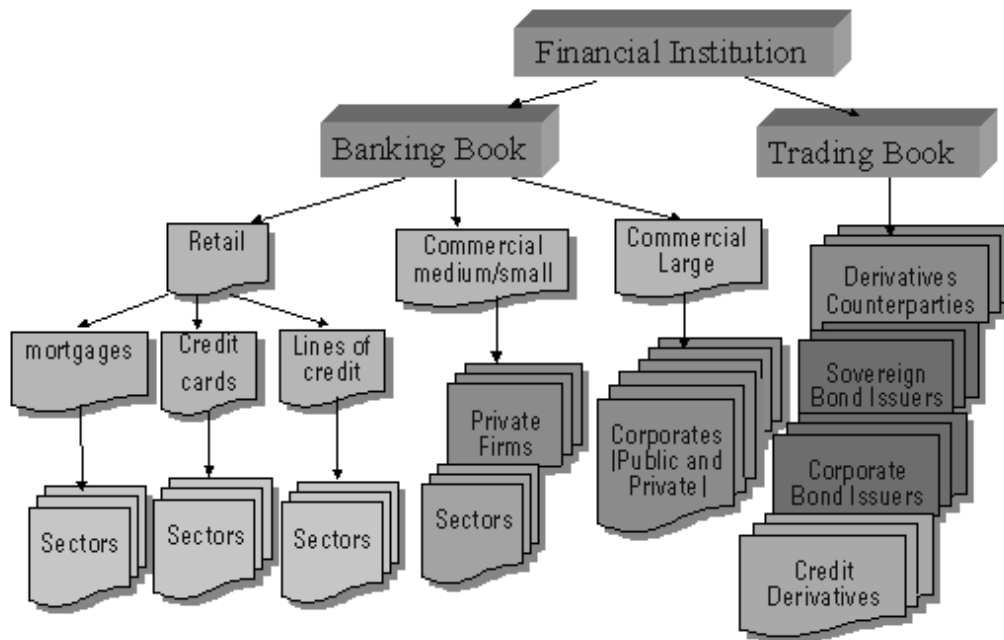 Financial Institution
Banking Book
Trading Book
Retail
Commercial
medium/small
Commercial
Large
Derivatives
Counterparties
mortgages
Credit
cards
Lines of
credit
Sovereign
Bond Issuers
Private
Firms
Corporates
|Public and
Private|
Corporate
Bond Issuers
Sectors
Sectors
Sectors
Sectors
Credit
Derivatives